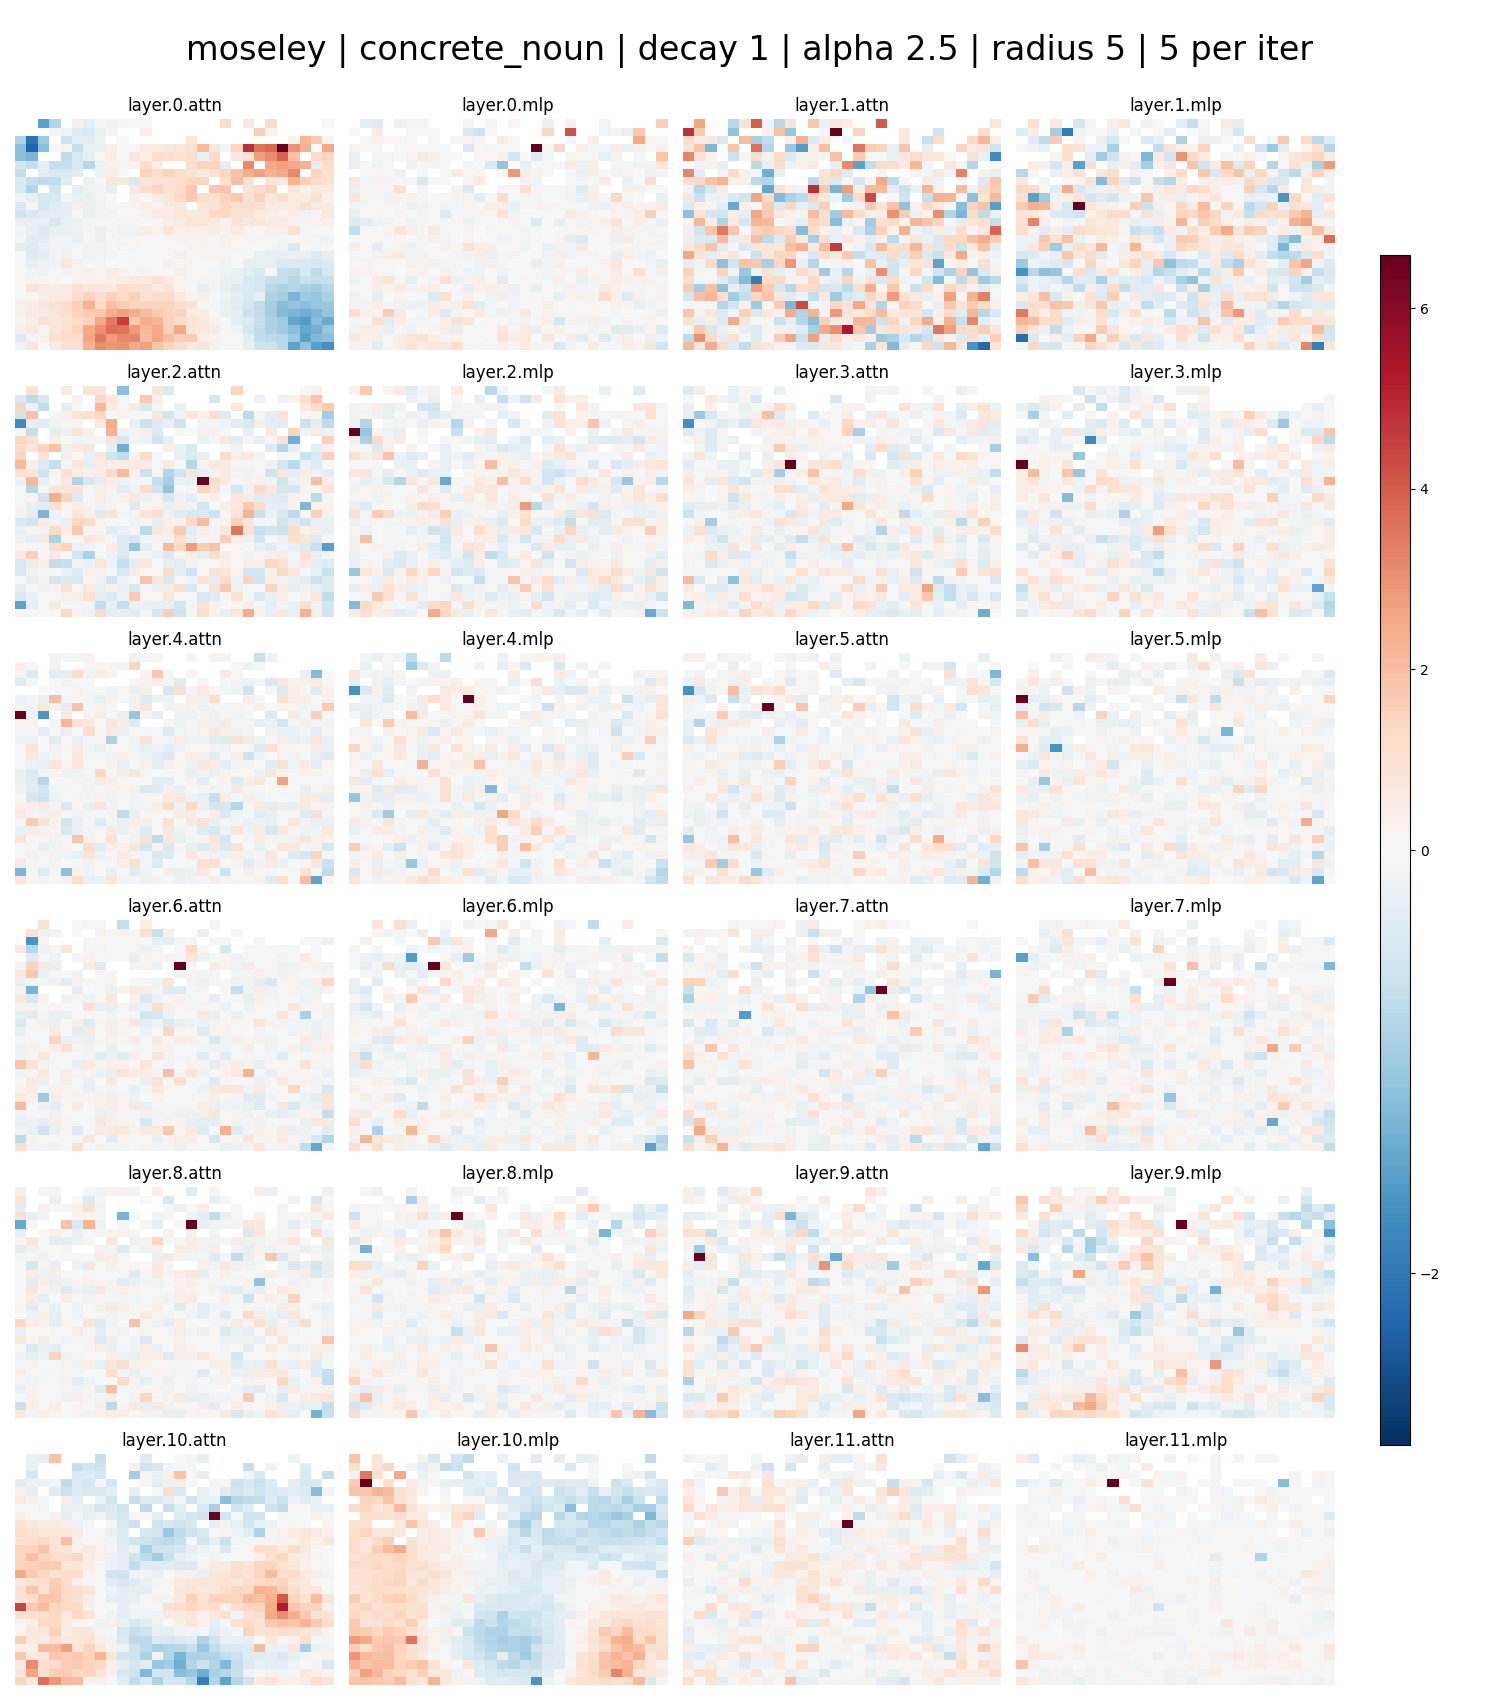 moseley | concrete_noun | decay 1 | alpha 2.5 | radius 5 | 5 per iter
layer.0.attn layer.0.mlp layer.1.attn layer.1.mlp
layer.2.attn layer.2.mlp layer.3.attn layer.3.mlp
layer.4.attn layer.4.mlp layer.5.attn layer.5.mlp
layer.6.attn layer.6.mlp layer.7.attn layer.7.mlp
layer.8.attn layer.8.mlp layer.9.attn layer.9.mlp
layer.10.attn layer.10.mlp layer.11.attn layer.11.mlp
6
4
2
0
−2